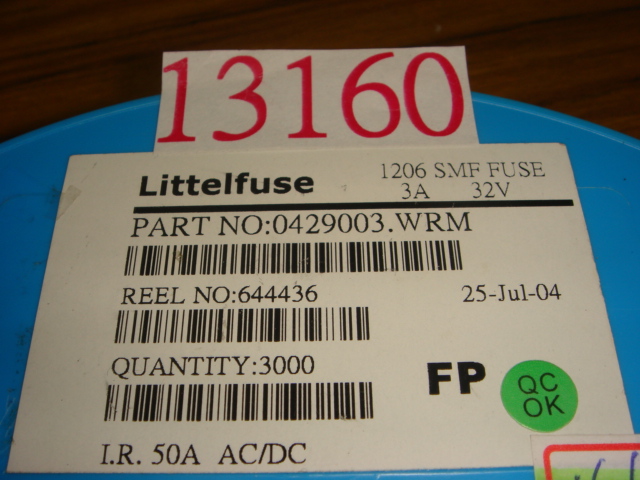 13160
Littelfuse
1206 SMF FUSE
3A 32V
PART NO:0429003.WRM
REEL NO:644436
25-Jul-04
QUANTITY:3000
FP
QC
OK
I.R. 50A AC/DC